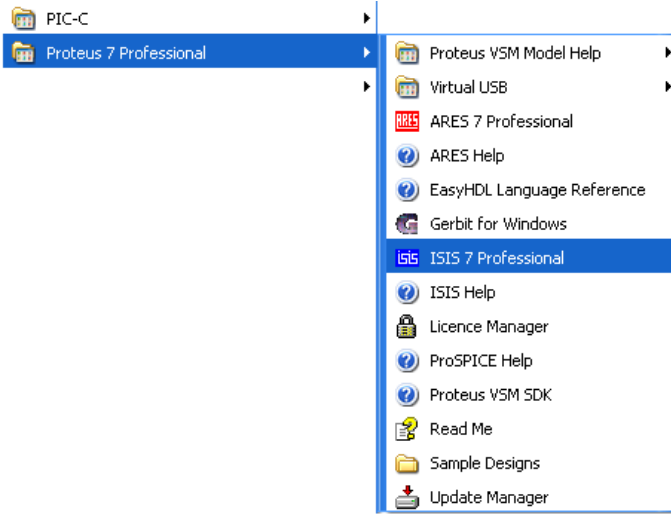 PIC-C
Proteus 7 Professional
Proteus VSM Model Help
Virtual USB
ARES ARES 7 Professional
ARES Help
EasyHDL Language Reference
Gerbit for Windows
isis ISIS 7 Professional
ISIS Help
Licence Manager
ProSPICE Help
Proteus VSM SDK
Read Me
Sample Designs
Update Manager